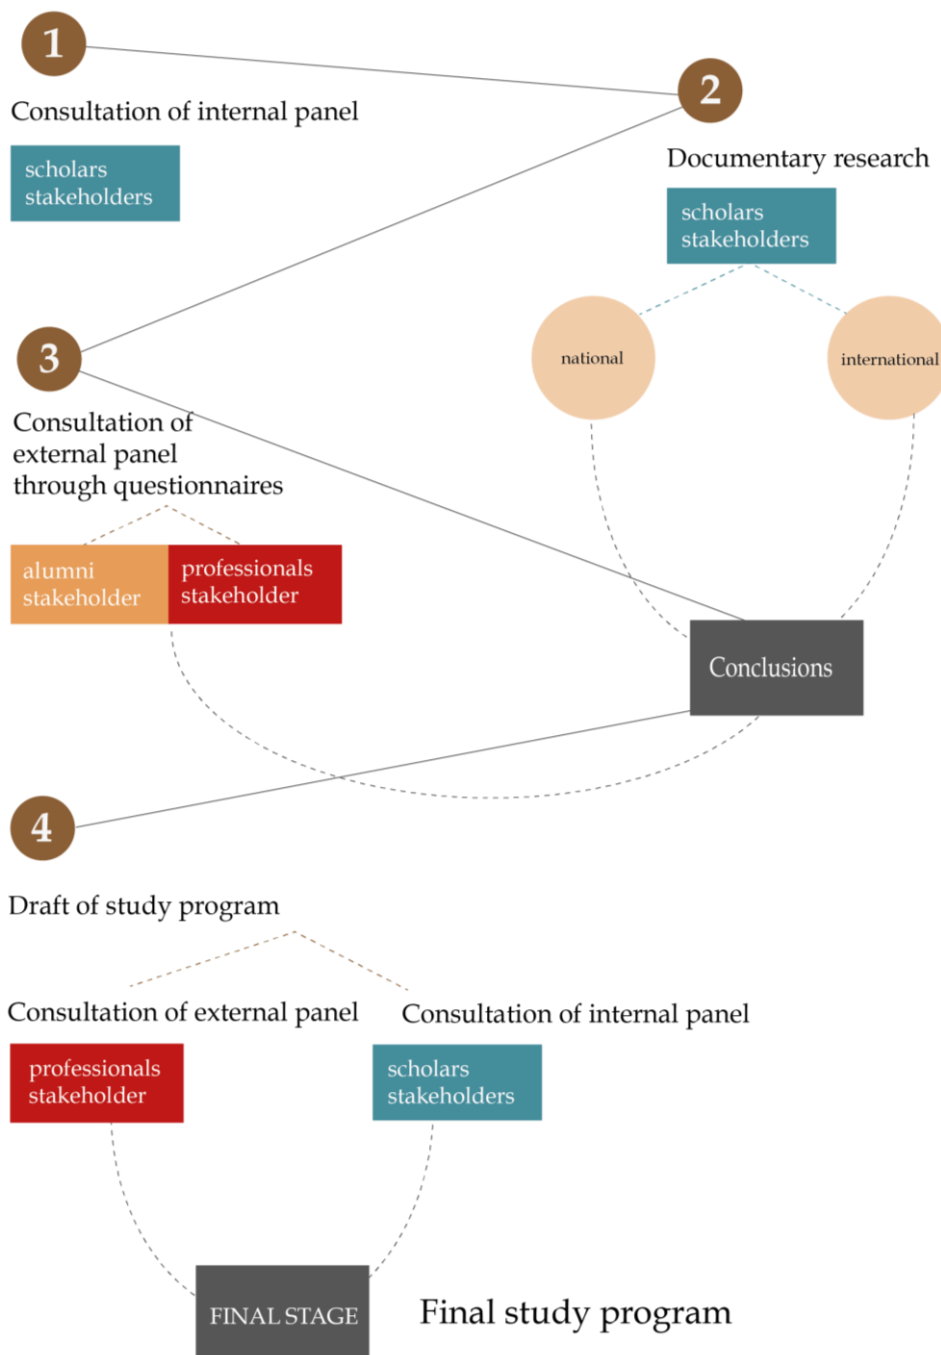 1
Consultation of internal panel
scholars
stakeholders
2
Documentary research
scholars
stakeholders
national
international
3
Consultation of
external panel
through questionnaires
alumni
stakeholder
professionals
stakeholder
Conclusions
4
Draft of study program
Consultation of external panel
professionals
stakeholder
Consultation of internal panel
scholars
stakeholders
FINAL STAGE
Final study program